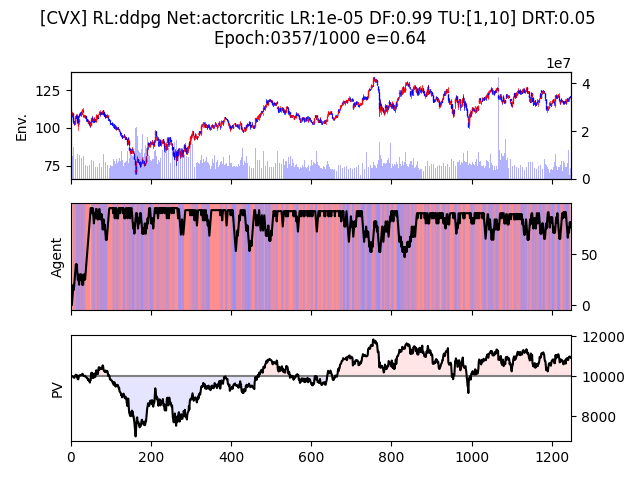 [CVX] RL:ddpg Net:actorcritic LR:1e-05 DF:0.99 TU:[1,10] DRT:0.05
Epoch:0357/1000 e=0.64
1e7
125
100
75
Env.
4
2
0
Agent
50
0
PV
12000
10000
8000
0 200 400 600 800 1000 1200